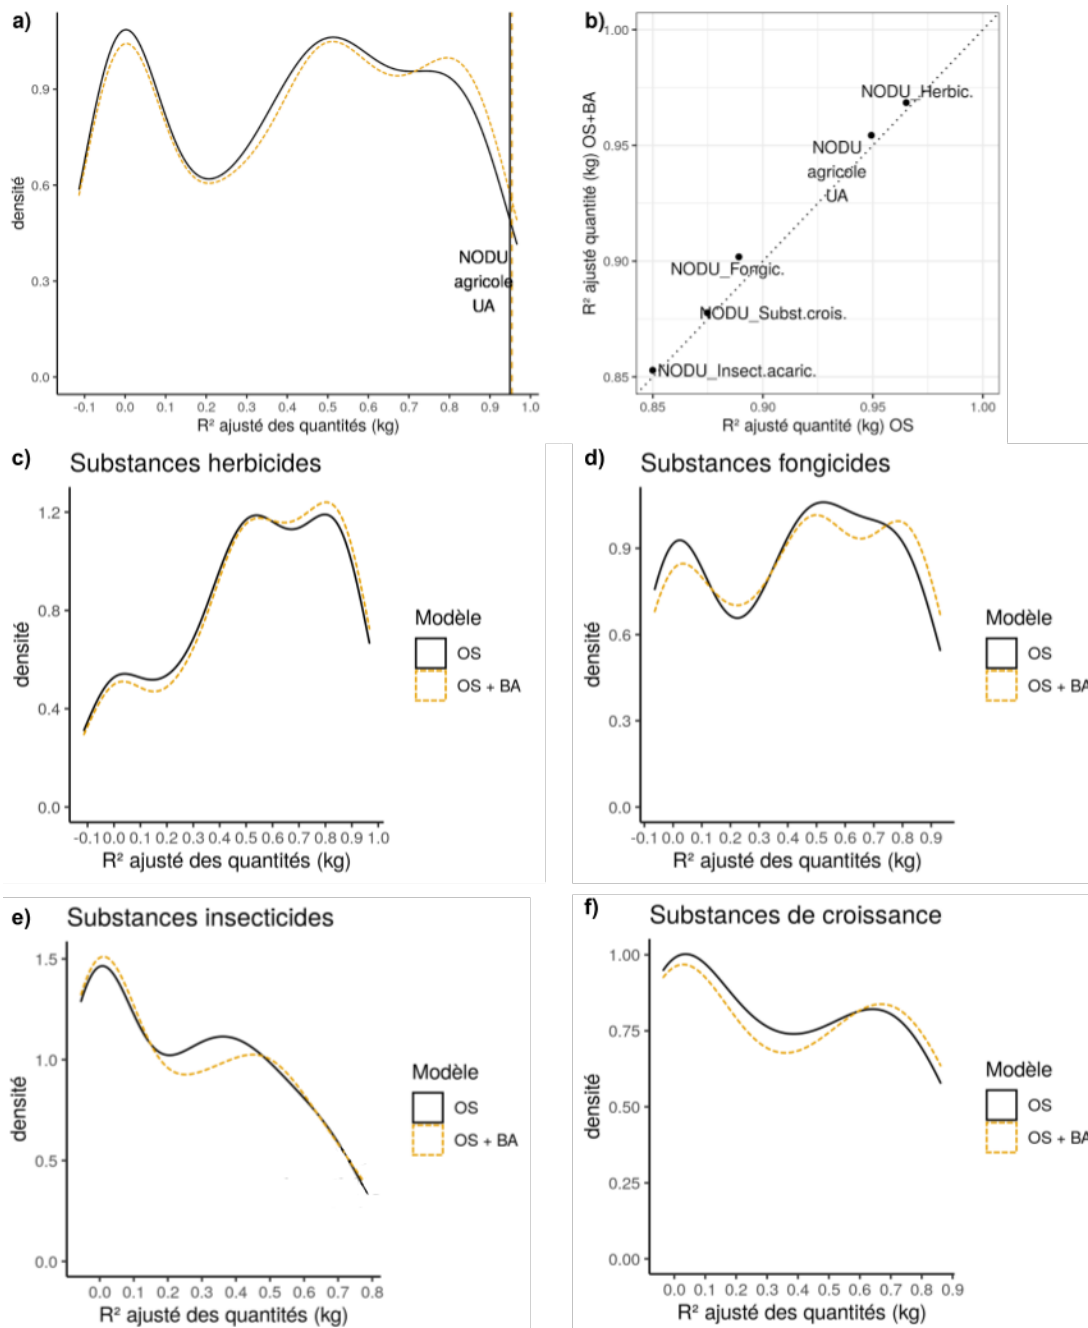 a)
densité
0.9
0.6
0.3
0.0
NODU
agricole
UA
-0.1 0.0 0.1 0.2 0.3 0.4 0.5 0.6 0.7 0.8 0.9 1.0
R² ajusté des quantités (kg)
b)
R² ajusté quantité (kg) OS+BA
1.00
0.95
0.90
0.85
NODU_Herbic.
NODU
agricole
UA
NODU_Fongic.
NODU_Subst.crois.
NODU_Insect.acaric.
0.85 0.90 0.95 1.00
R² ajusté quantité (kg) OS
c) Substances herbicides
densité
1.2
0.8
0.4
0.0
-0.1 0.0 0.1 0.2 0.3 0.4 0.5 0.6 0.7 0.8 0.9 1.0
R² ajusté des quantités (kg)
Modèle
OS
OS + BA
d) Substances fongicides
densité
0.9
0.6
0.3
0.0
-0.1 0.0 0.1 0.2 0.3 0.4 0.5 0.6 0.7 0.8 0.9
R² ajusté des quantités (kg)
Modèle
OS
OS + BA
e) Substances insecticides
densité
1.5
1.0
0.5
0.0
0.0 0.1 0.2 0.3 0.4 0.5 0.6 0.7 0.8
R² ajusté des quantités (kg)
Modèle
OS
OS + BA
f) Substances de croissance
densité
1.00
0.75
0.50
0.25
0.00
0.0 0.1 0.2 0.3 0.4 0.5 0.6 0.7 0.8 0.9
R² ajusté des quantités (kg)
Modèle
OS
OS + BA